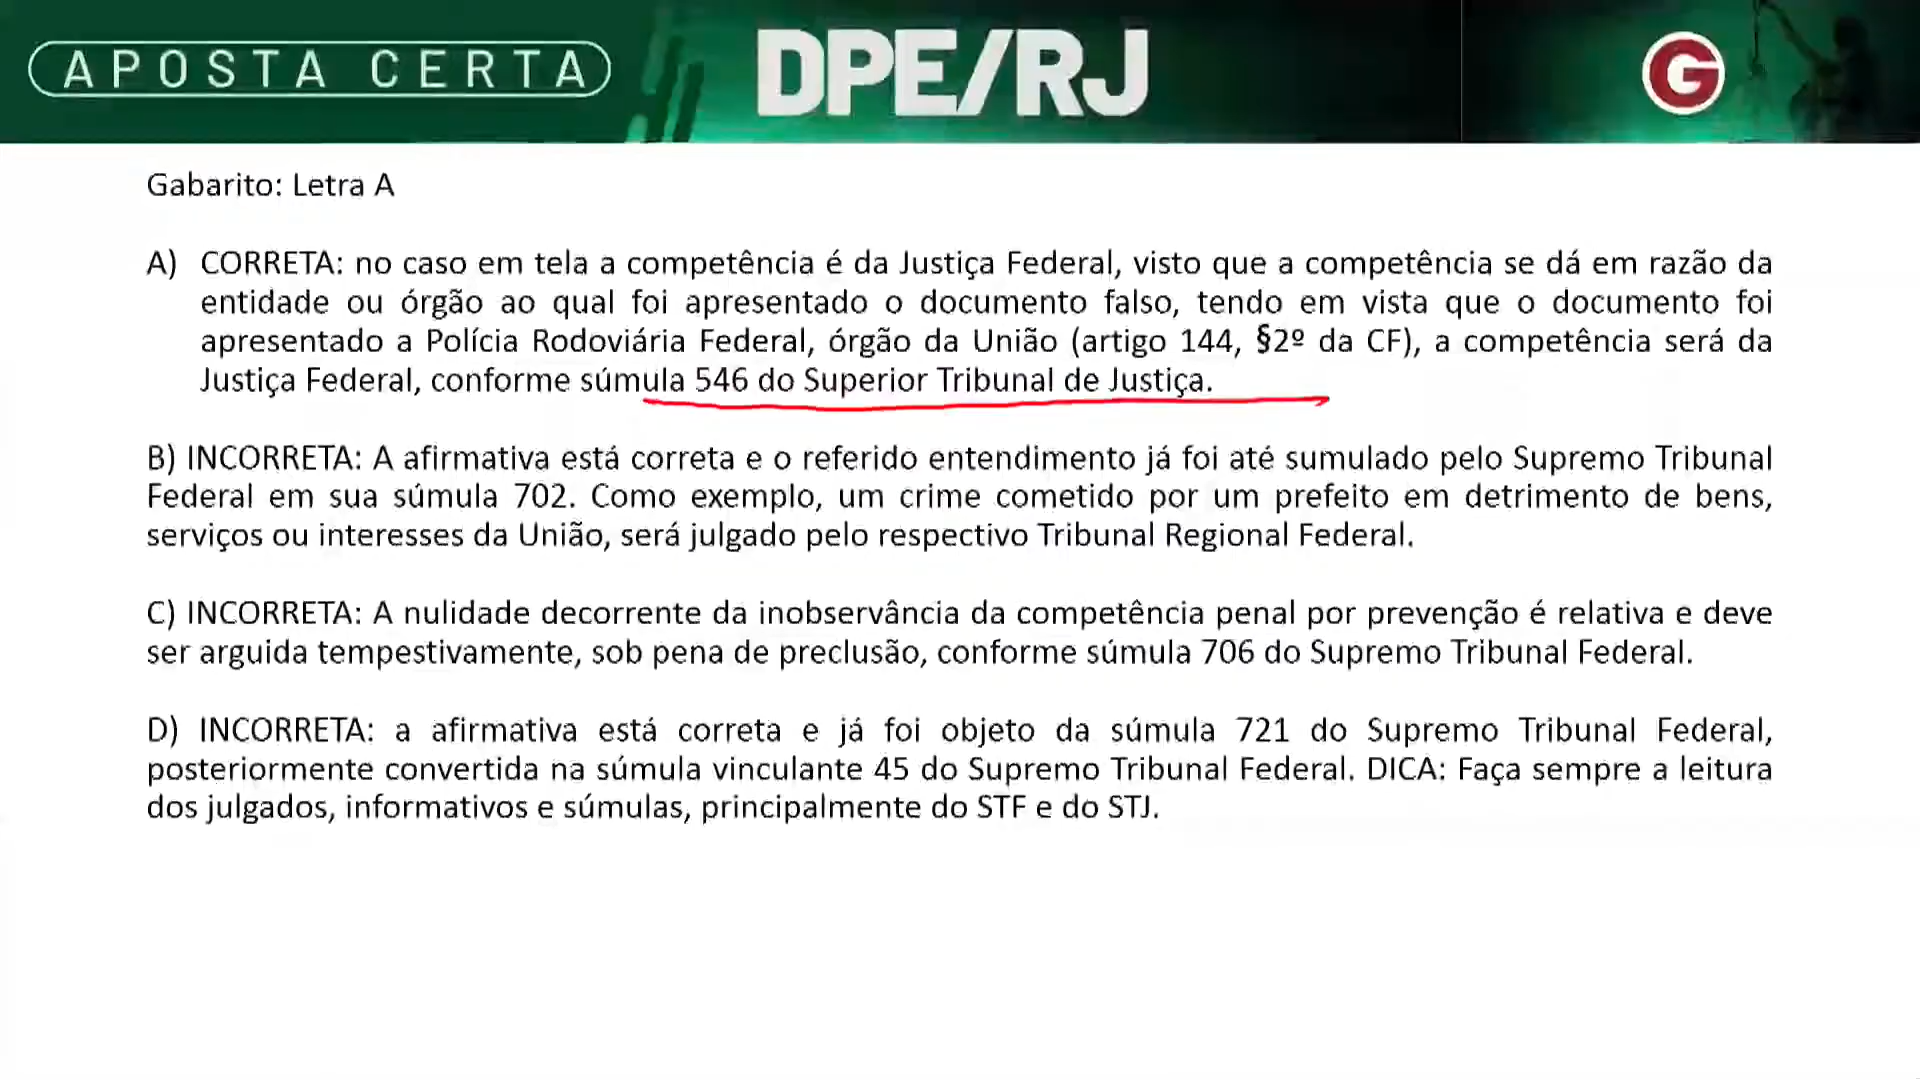 APOSTA CERTA
DPE/RJ
G
Gabarito: Letra A
A) CORRETA: no caso em tela a competência é da Justiça Federal, visto que a competência se dá em razão da
entidade ou órgão ao qual foi apresentado o documento falso, tendo em vista que o documento foi
apresentado a Polícia Rodoviária Federal, órgão da União (artigo 144, §2º da CF), a competência será da
Justiça Federal, conforme súmula 546 do Superior Tribunal de Justiça.
B) INCORRETA: A afirmativa está correta e o referido entendimento já foi até sumulado pelo Supremo Tribunal
Federal em sua súmula 702. Como exemplo, um crime cometido por um prefeito em detrimento de bens,
serviços ou interesses da União, será julgado pelo respectivo Tribunal Regional Federal.
C) INCORRETA: A nulidade decorrente da inobservância da competência penal por prevenção é relativa e deve
ser arguida tempestivamente, sob pena de preclusão, conforme súmula 706 do Supremo Tribunal Federal.
D) INCORRETA: a afirmativa está correta e já foi objeto da súmula 721 do Supremo Tribunal Federal,
posteriormente convertida na súmula vinculante 45 do Supremo Tribunal Federal. DICA: Faça sempre a leitura
dos julgados, informativos e súmulas, principalmente do STF e do STJ.